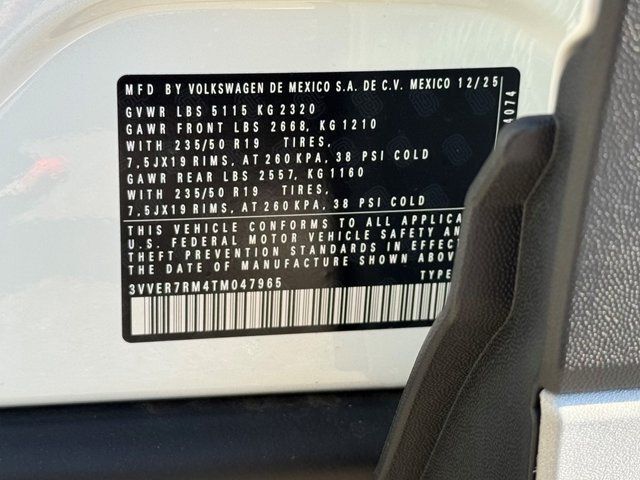 MFD BY VOLKSWAGEN DE MEXICO S.A. DE C.V. MEXICO 12/25
GVWR LBS 5115 KG 2320
GAWR FRONT LBS 2668, KG 1210
WITH 235/50 R19 TIRES,
7,5JX19 RIMS, AT 260 KPA, 38 PSI COLD
GAWR REAR LBS 2557, KG 1160
WITH 235/50 R19 TIRES,
7,5JX19 RIMS, AT 260 KPA, 38 PSI COLD
THIS VEHICLE CONFORMS TO ALL APPLICA
U.S. FEDERAL MOTOR VEHICLE SAFETY AN
THEFT PREVENTION STANDARDS IN EFFECT
THE DATE OF MANUFACTURE SHOWN ABOV
3VVER7RM4TM047965 TYPE
4074